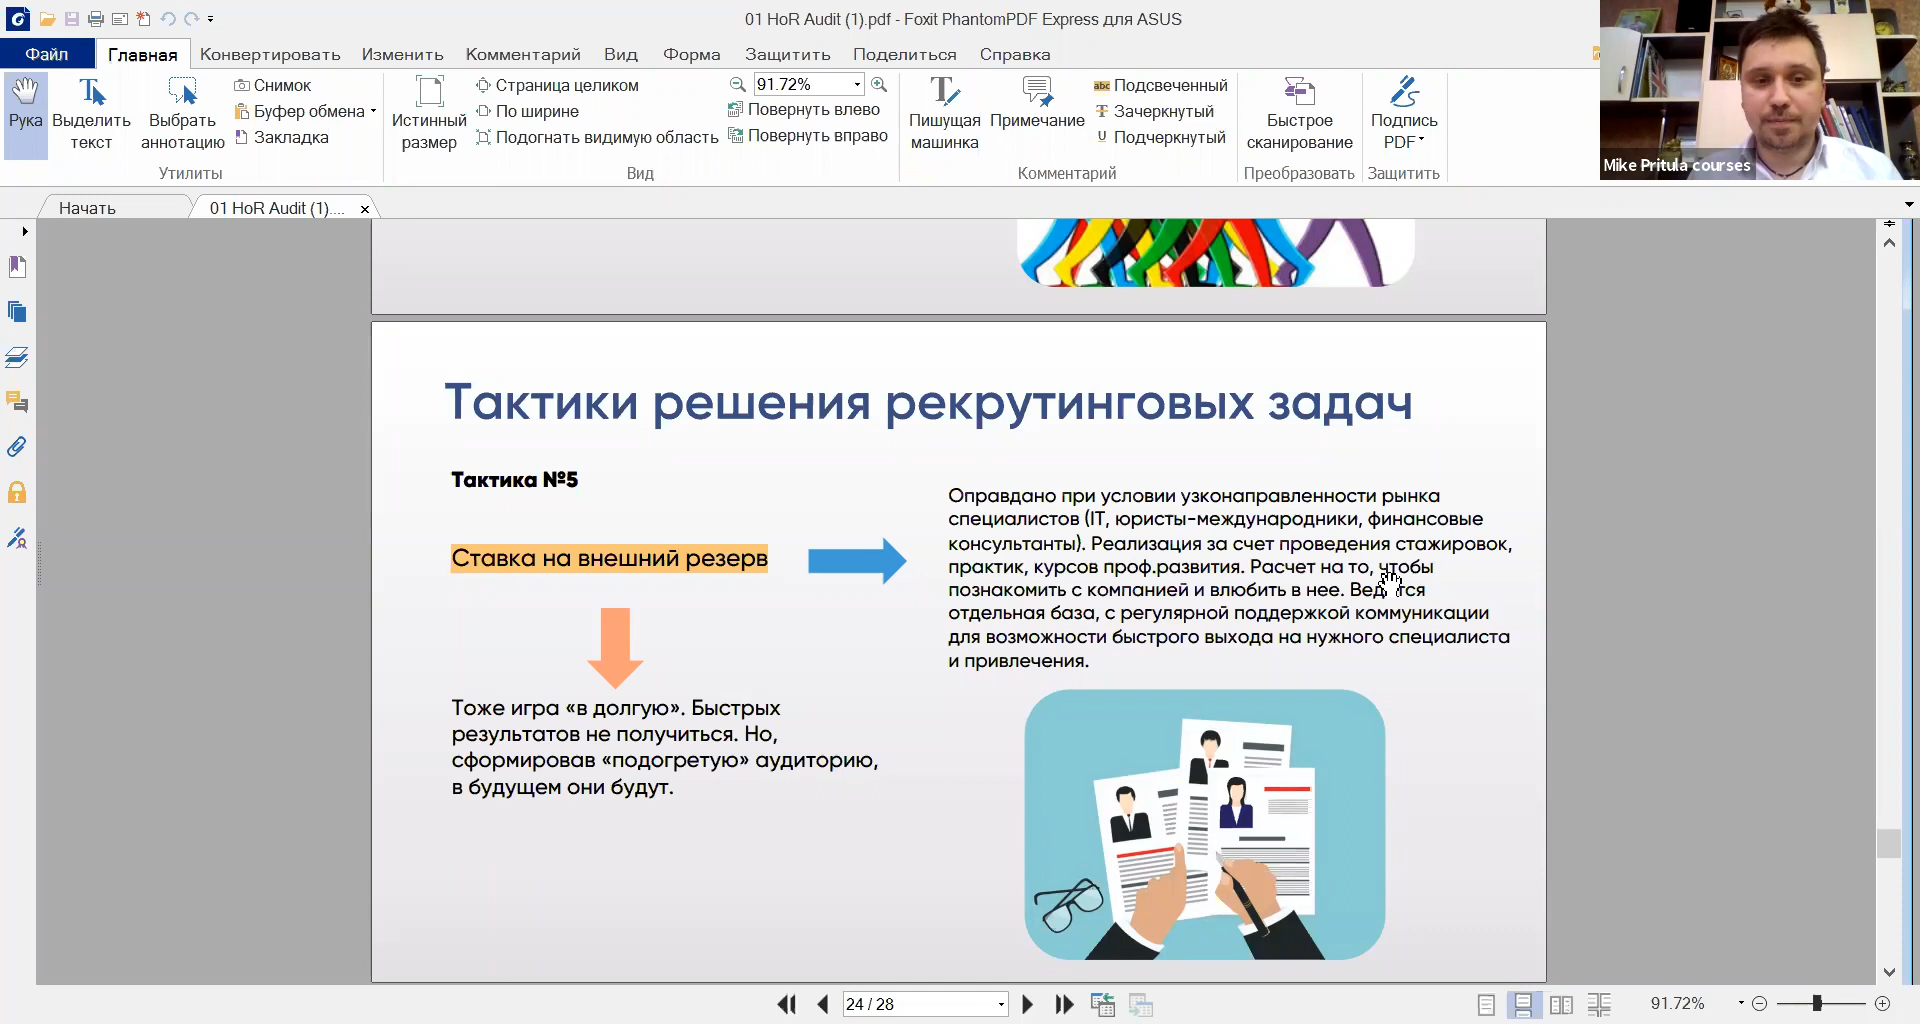 01 HoR Audit (1).pdf - Foxit PhantomPDF Express для ASUS
Файл Главная Конвертировать Изменить Комментарий Вид Форма Защитить Поделиться Справка
Рука
Выделить текст
Выбрать аннотацию
Снимок
Буфер обмена
Закладка
Утилиты
Истинный размер
Страница целиком
По ширине
Подогнать видимую область
91.72%
Повернуть влево
Повернуть вправо
Вид
Пишущая машинка
Примечание
abc Подсвеченный
Т Зачеркнутый
U Подчеркнутый
Комментарий
Быстрое сканирование
Преобразовать
Подпись PDF
Защитить
Mike Pritula courses
Начать
01 HoR Audit (1)....
Тактики решения рекрутинговых задач
Тактика №5
Ставка на внешний резерв
Тоже игра «в долгую». Быстрых
результатов не получиться. Но,
сформировав «подогретую» аудиторию,
в будущем они будут.
Оправдано при условии узконаправленности рынка
специалистов (IT, юристы-международники, финансовые
консультанты). Реализация за счет проведения стажировок,
практик, курсов проф.развития. Расчет на то, чтобы
познакомить с компанией и влюбить в нее. Ведется
отдельная база, с регулярной поддержкой коммуникации
для возможности быстрого выхода на нужного специалиста
и привлечения.
24 / 28
91.72%